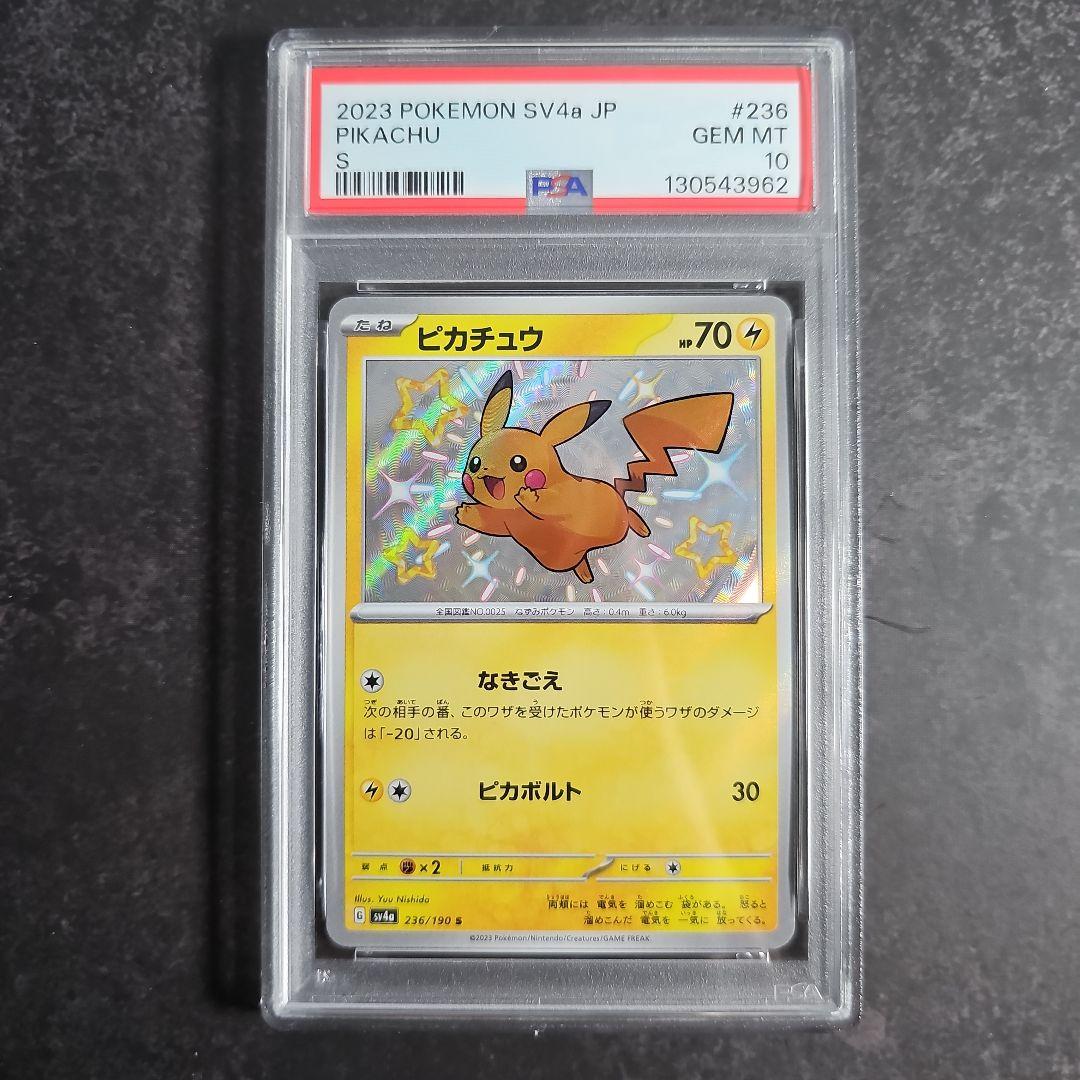 2023 POKEMON SV4a JP #236
PIKACHU GEM MT
S 10
PSA 130543962
たね ピカチュウ HP 70
全国図鑑NO.0025 ねずみポケモン 高さ:0.4m 重さ:6.0kg
なきごえ
次の相手の番、このワザを受けたポケモンが使うワザのダメージ
は「-20」される。
ピカボルト 30
弱点 ×2 抵抗力 にげる
Illus. Yuu Nishida
両頬には 電気を 溜めこむ 袋がある。 怒ると
溜めこんだ 電気を 一気に 放ってくる。
G sv4a 236/190 S
©2023 Pokémon/Nintendo/Creatures/GAME FREAK
PSA